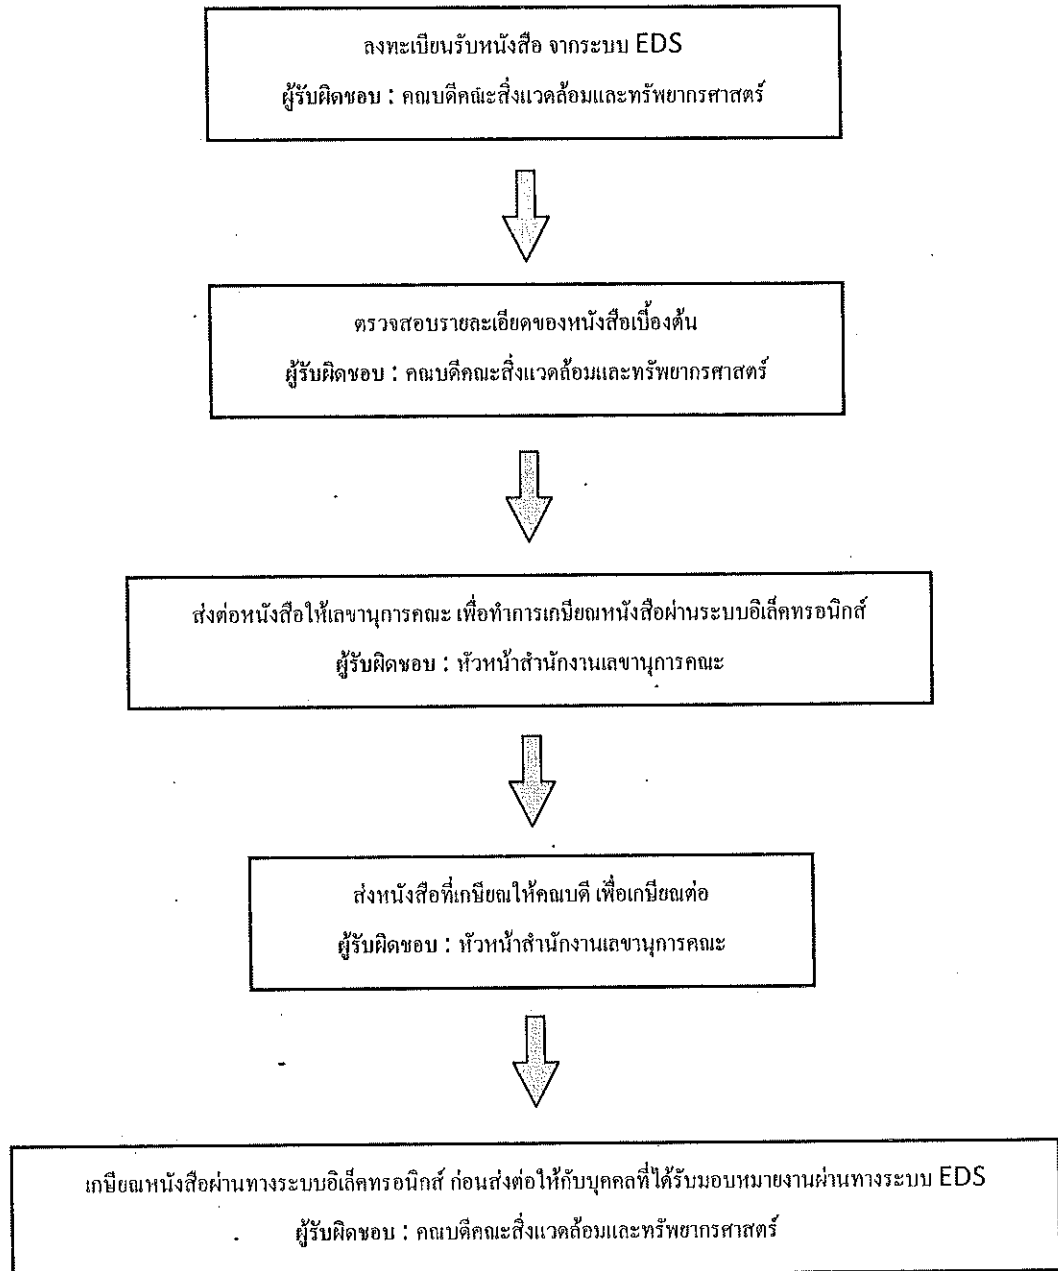 ลงทะเบียนรับหนังสือ จากระบบ EDS
ผู้รับผิดชอบ : คณบดีคณะสิ่งแวดล้อมและทรัพยากรศาสตร์
ตรวจสอบรายละเอียดของหนังสือเบื้องต้น
ผู้รับผิดชอบ : คณบดีคณะสิ่งแวดล้อมและทรัพยากรศาสตร์
ส่งต่อหนังสือให้เลขานุการคณะ เพื่อทำการเกษียณหนังสือผ่านระบบอิเล็คทรอนิกส์
ผู้รับผิดชอบ : หัวหน้าสำนักงานเลขานุการคณะ
ส่งหนังสือที่เกษียณให้คณบดี เพื่อเกษียณต่อ
ผู้รับผิดชอบ : หัวหน้าสำนักงานเลขานุการคณะ
เกษียณหนังสือผ่านทางระบบอิเล็คทรอนิกส์ ก่อนส่งต่อให้กับบุคคลที่ได้รับมอบหมายงานผ่านทางระบบ EDS
ผู้รับผิดชอบ : คณบดีคณะสิ่งแวดล้อมและทรัพยากรศาสตร์